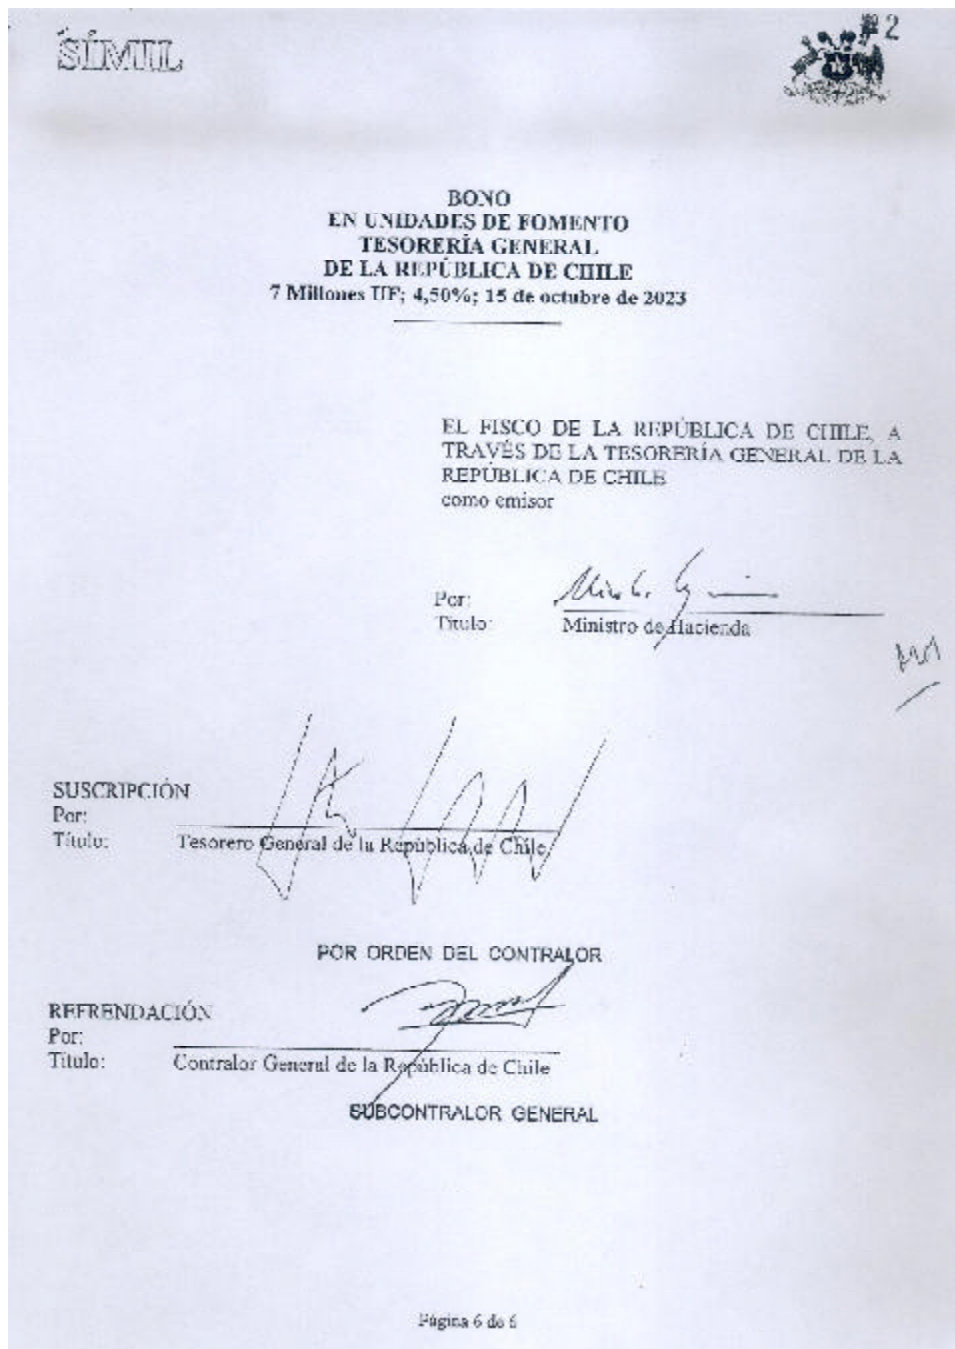 SÍMIL
Nº 2
BONO
EN UNIDADES DE FOMENTO
TESORERÍA GENERAL
DE LA REPÚBLICA DE CHILE
7 Millones UF; 4,50%; 15 de octubre de 2023
EL FISCO DE LA REPÚBLICA DE CHILE, A
TRAVÉS DE LA TESORERÍA GENERAL DE LA
REPÚBLICA DE CHILE
como emisor
Por:
Título: Ministro de Hacienda
SUSCRIPCIÓN
Por:
Título: Tesorero General de la República de Chile
POR ORDEN DEL CONTRALOR
REFRENDACIÓN
Por:
Título: Contralor General de la República de Chile
SUBCONTRALOR GENERAL
Página 6 de 6